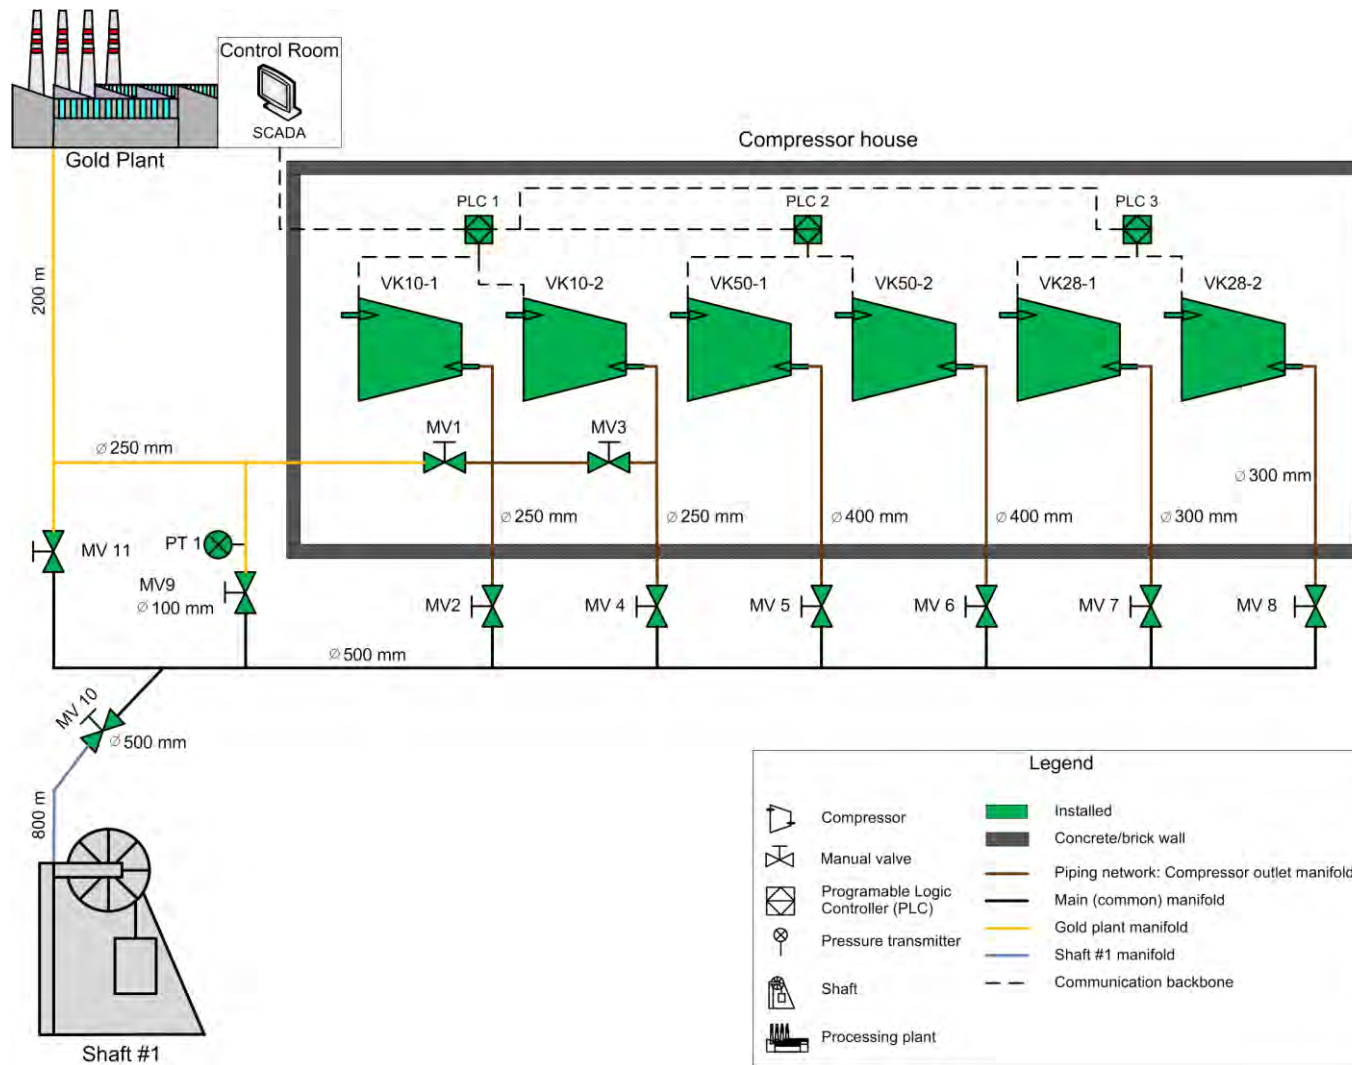 Control Room
SCADA
Gold Plant
Compressor house
PLC 1
PLC 2
PLC 3
VK10-1
VK10-2
VK50-1
VK50-2
VK28-1
VK28-2
200 m
MV1
MV3
∅ 250 mm
∅ 300 mm
∅ 250 mm
∅ 250 mm
∅ 400 mm
∅ 400 mm
∅ 300 mm
PT 1
MV 11
MV9
∅ 100 mm
MV2
MV 4
MV 5
MV 6
MV 7
MV 8
∅ 500 mm
MV 10
∅ 500 mm
800 m
Shaft #1
Legend
Compressor
Manual valve
Programable Logic
Controller (PLC)
Pressure transmitter
Shaft
Processing plant
Installed
Concrete/brick wall
Piping network: Compressor outlet manifold
Main (common) manifold
Gold plant manifold
Shaft #1 manifold
Communication backbone